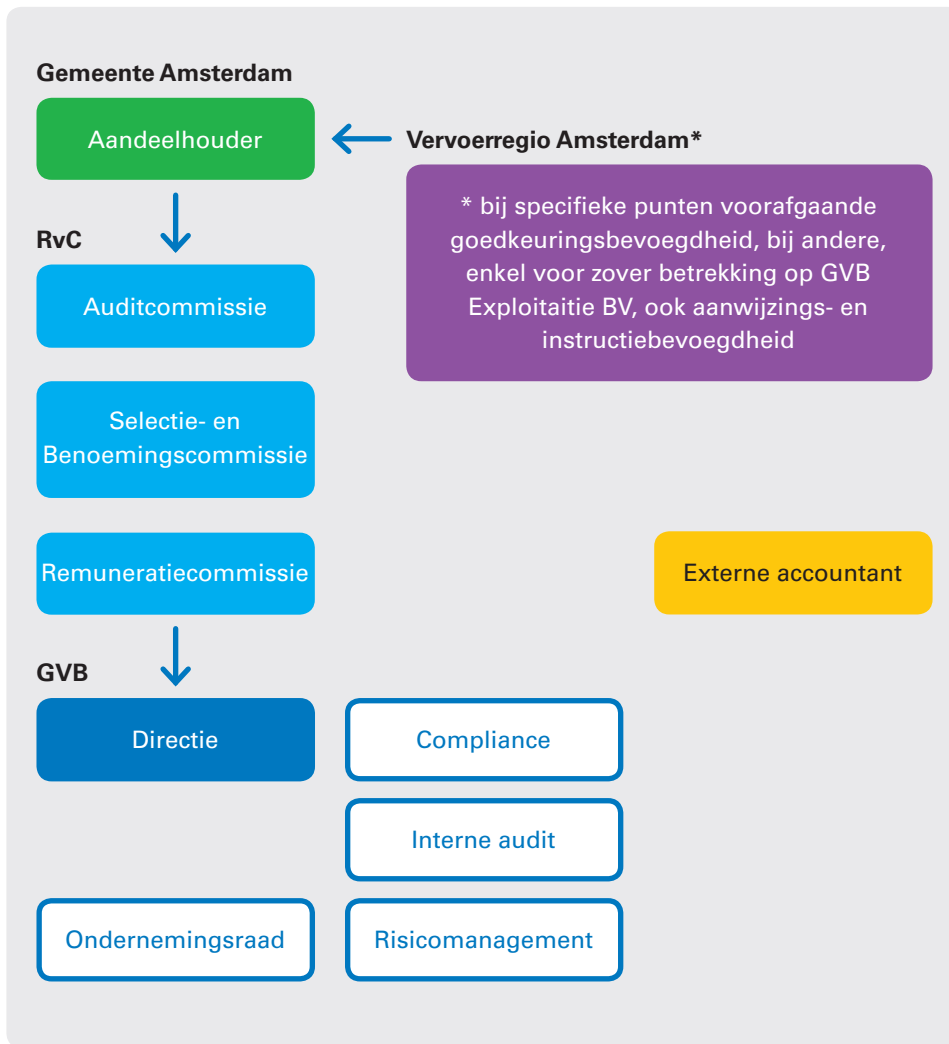 Gemeente Amsterdam
Aandeelhouder
Vervoerregio Amsterdam*
* bij specifieke punten voorafgaande
goedkeuringsbevoegdheid, bij andere,
enkel voor zover betrekking op GVB
Exploitaitie BV, ook aanwijzings- en
instructiebevoegdheid
RvC
Auditcommissie
Selectie- en
Benoemingscommissie
Remuneratiecommissie
Externe accountant
GVB
Directie
Compliance
Interne audit
Ondernemingsraad
Risicomanagement